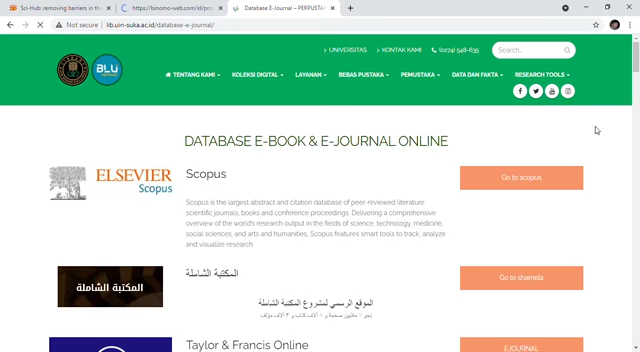 Sci-Hub: removing barriers in the
https://binomo-web.com/id/pro
Database E-Journal – PERPUSTA
Not secure | lib.uin-suka.ac.id/database-e-journal/
UNIVERSITAS KONTAK KAMI (0274) 548-635 Search...
BLU
TENTANG KAMI KOLEKSI DIGITAL LAYANAN BEBAS PUSTAKA PEMUSTAKA DATA DAN FAKTA RESEARCH TOOLS
DATABASE E-BOOK & E-JOURNAL ONLINE
ELSEVIER
Scopus
Scopus
Go to scopus
Scopus is the largest abstract and citation database of peer-reviewed literature:
scientific journals, books and conference proceedings. Delivering a comprehensive
overview of the world's research output in the fields of science, technology, medicine,
social sciences, and arts and humanities, Scopus features smart tools to track, analyze
and visualize research.
المكتبة الشاملة
المكتبة الشاملة
Go to shamela
الموقع الرسمي لمشروع المكتبة الشاملة
Taylor & Francis Online
EJOURNAL